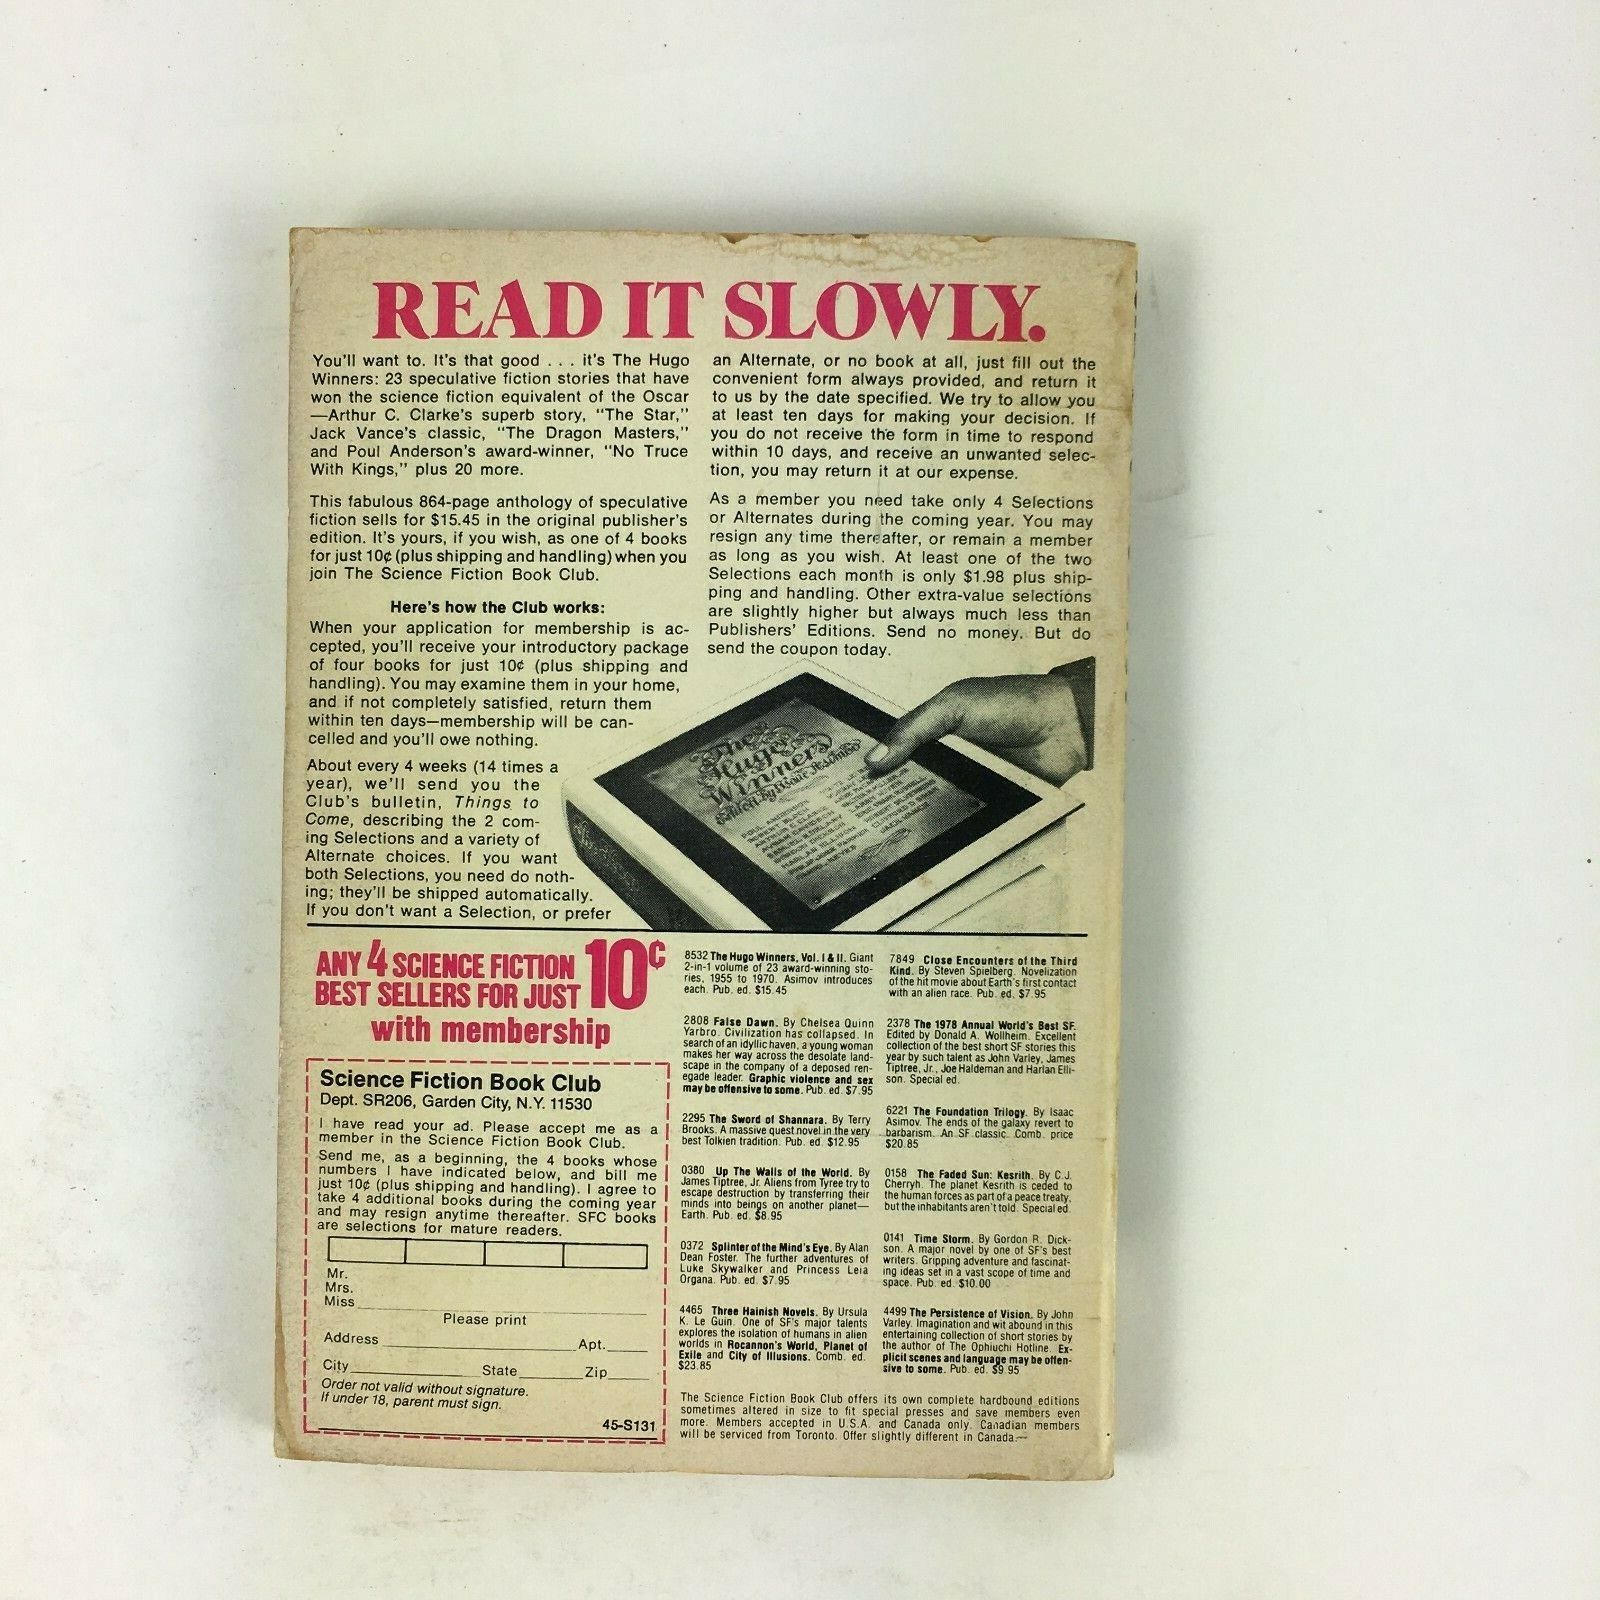 READ IT SLOWLY.
You'll want to. It's that good . . . it's The Hugo
Winners: 23 speculative fiction stories that have
won the science fiction equivalent of the Oscar
—Arthur C. Clarke's superb story, "The Star,"
Jack Vance's classic, "The Dragon Masters,"
and Poul Anderson's award-winner, "No Truce
With Kings," plus 20 more.
This fabulous 864-page anthology of speculative
fiction sells for $15.45 in the original publisher's
edition. It's yours, if you wish, as one of 4 books
for just 10¢ (plus shipping and handling) when you
join The Science Fiction Book Club.
Here's how the Club works:
When your application for membership is ac-
cepted, you'll receive your introductory package
of four books for just 10¢ (plus shipping and
handling). You may examine them in your home,
and if not completely satisfied, return them
within ten days—membership will be can-
celled and you'll owe nothing.
About every 4 weeks (14 times a
year), we'll send you the
Club's bulletin, Things to
Come, describing the 2 com-
ing Selections and a variety of
Alternate choices. If you want
both Selections, you need do noth-
ing; they'll be shipped automatically.
If you don't want a Selection, or prefer
an Alternate, or no book at all, just fill out the
convenient form always provided, and return it
to us by the date specified. We try to allow you
at least ten days for making your decision. If
you do not receive the form in time to respond
within 10 days, and receive an unwanted selec-
tion, you may return it at our expense.
As a member you need take only 4 Selections
or Alternates during the coming year. You may
resign any time thereafter, or remain a member
as long as you wish. At least one of the two
Selections each month is only $1.98 plus ship-
ping and handling. Other extra-value selections
are slightly higher but always much less than
Publishers' Editions. Send no money. But do
send the coupon today.
The
Hugo
Winners
Edited By Isaac Asimov
ANY 4 SCIENCE FICTION
BEST SELLERS FOR JUST 10¢
with membership
Science Fiction Book Club
Dept. SR206, Garden City, N.Y. 11530
I have read your ad. Please accept me as a
member in the Science Fiction Book Club.
Send me, as a beginning, the 4 books whose
numbers I have indicated below, and bill me
just 10¢ (plus shipping and handling). I agree to
take 4 additional books during the coming year
and may resign anytime thereafter. SFC books
are selections for mature readers.
Mr.
Mrs.
Miss
Please print
Address Apt.
City State Zip
Order not valid without signature.
If under 18, parent must sign.
45-S131
8532 The Hugo Winners, Vol. I & II. Giant
2-in-1 volume of 23 award-winning sto-
ries, 1955 to 1970. Asimov introduces
each. Pub. ed. $15.45
2808 False Dawn. By Chelsea Quinn
Yarbro. Civilization has collapsed. In
search of an idyllic haven, a young woman
makes her way across the desolate land-
scape in the company of a deposed ren-
egade leader. Graphic violence and sex
may be offensive to some. Pub. ed. $7.95
2295 The Sword of Shannara. By Terry
Brooks. A massive quest novel in the very
best Tolkien tradition. Pub. ed. $12.95
0380 Up The Walls of the World. By
James Tiptree, Jr. Aliens from Tyree try to
escape destruction by transferring their
minds into beings on another planet—
Earth. Pub. ed. $8.95
0372 Splinter of the Mind's Eye. By Alan
Dean Foster. The further adventures of
Luke Skywalker and Princess Leia
Organa. Pub. ed. $7.95
4465 Three Hainish Novels. By Ursula
K. Le Guin. One of SF's major talents
explores the isolation of humans in alien
worlds in Rocannon's World, Planet of
Exile and City of Illusions. Comb. ed.
$23.85
7849 Close Encounters of the Third
Kind. By Steven Spielberg. Novelization
of the hit movie about Earth's first contact
with an alien race. Pub. ed. $7.95
2378 The 1978 Annual World's Best SF.
Edited by Donald A. Wollheim. Excellent
collection of the best short SF stories this
year by such talent as John Varley, James
Tiptree, Jr., Joe Haldeman and Harlan Elli-
son. Special ed.
6221 The Foundation Trilogy. By Isaac
Asimov. The ends of the galaxy revert to
barbarism. An SF classic. Comb. price
$20.85
0158 The Faded Sun: Kesrith. By C.J.
Cherryh. The planet Kesrith is ceded to
the human forces as part of a peace treaty,
but the inhabitants aren't told. Special ed.
0141 Time Storm. By Gordon R. Dick-
son. A major novel by one of SF's best
writers. Gripping adventure and fascinat-
ing ideas set in a vast scope of time and
space. Pub. ed. $10.00
4499 The Persistence of Vision. By John
Varley. Imagination and wit abound in this
entertaining collection of short stories by
the author of The Ophiuchi Hotline. Ex-
plicit scenes and language may be offen-
sive to some. Pub. ed. $9.95
The Science Fiction Book Club offers its own complete hardbound editions
sometimes altered in size to fit special presses and save members even
more. Members accepted in U.S.A. and Canada only. Canadian members
will be serviced from Toronto. Offer slightly different in Canada.